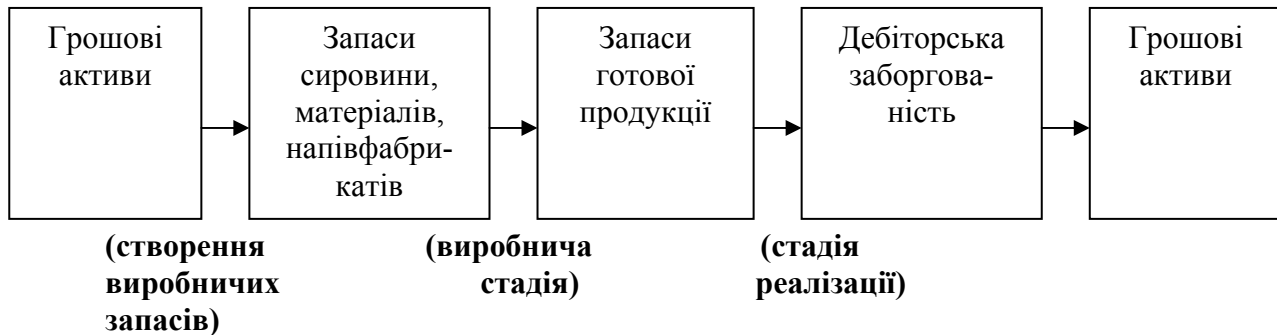 Грошові
активи
Запаси
сировини,
матеріалів,
напівфабри-
катів
Запаси
готової
продукції
Дебіторська
заборгова-
ність
Грошові
активи
(створення
виробничих
запасів)
(виробнича
стадія)
(стадія
реалізації)